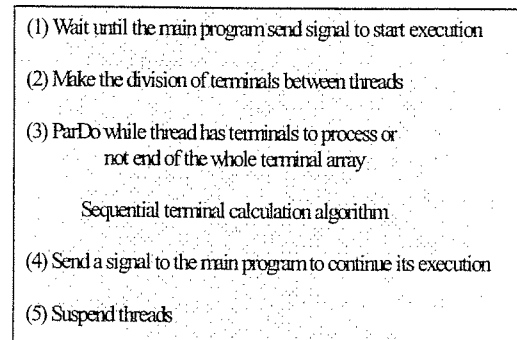 (1) Wait until the main program send signal to start execution
(2) Make the division of terminals between threads
(3) ParDo while thread has terminals to process or
not end of the whole terminal array
Sequential terminal calculation algorithm
(4) Send a signal to the main program to continue its execution
(5) Suspend threads